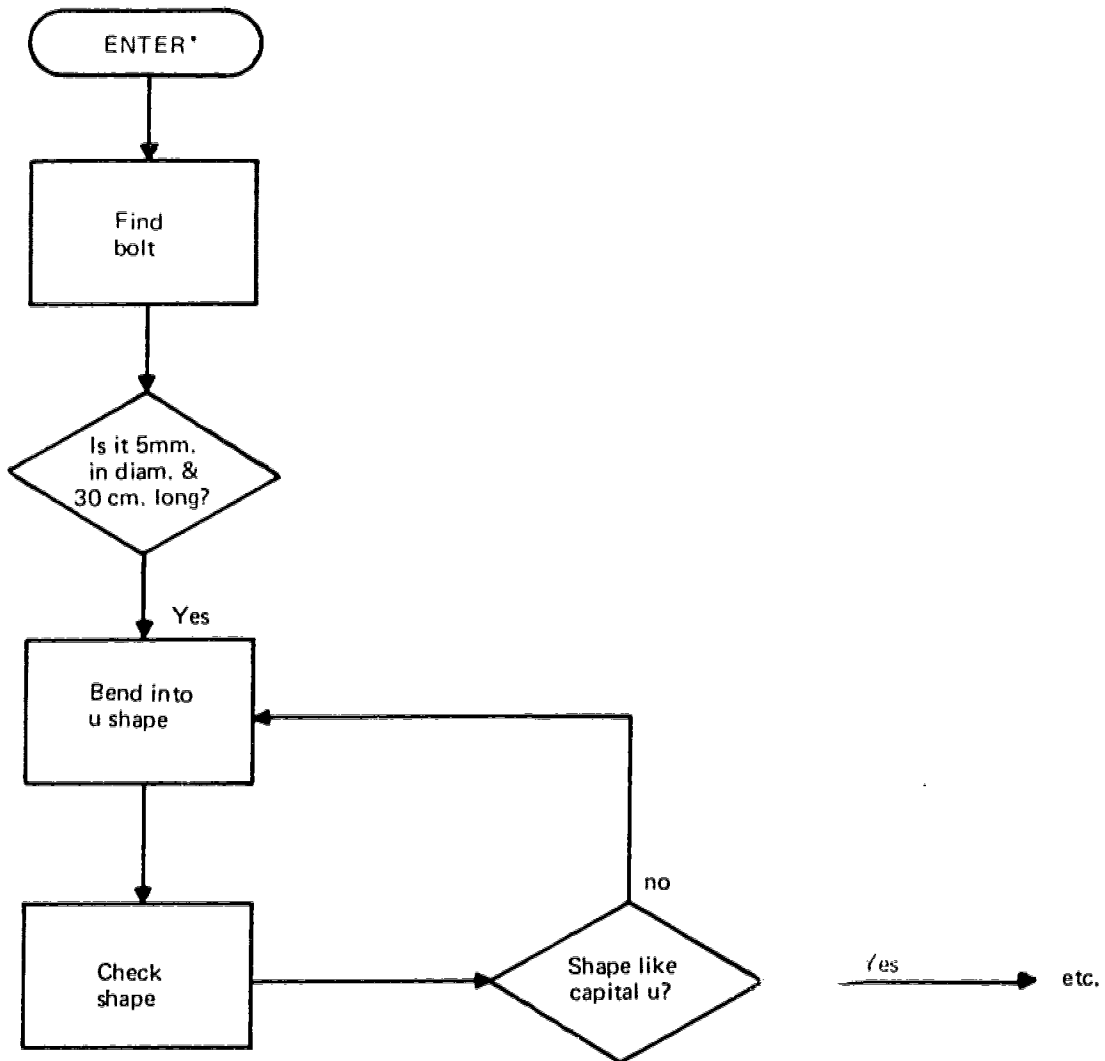 ENTER*
Find
bolt
Is it 5mm.
in diam. &
30 cm. long?
Yes
Bend into
u shape
no
Check
shape
Shape like
capital u?
Yes
etc.